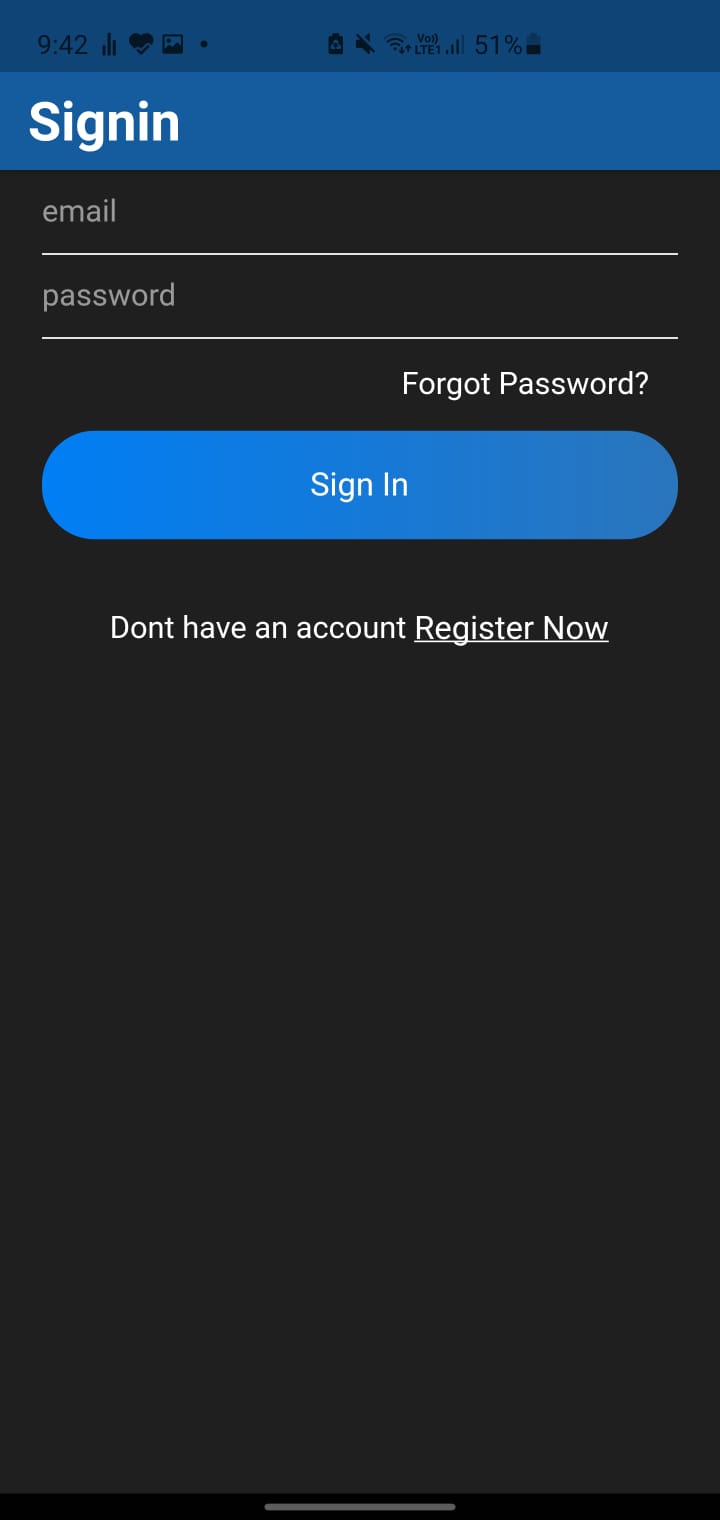 9:42 Vo)) LTE1 51%
Signin
email
password
Forgot Password?
Sign In
Dont have an account Register Now